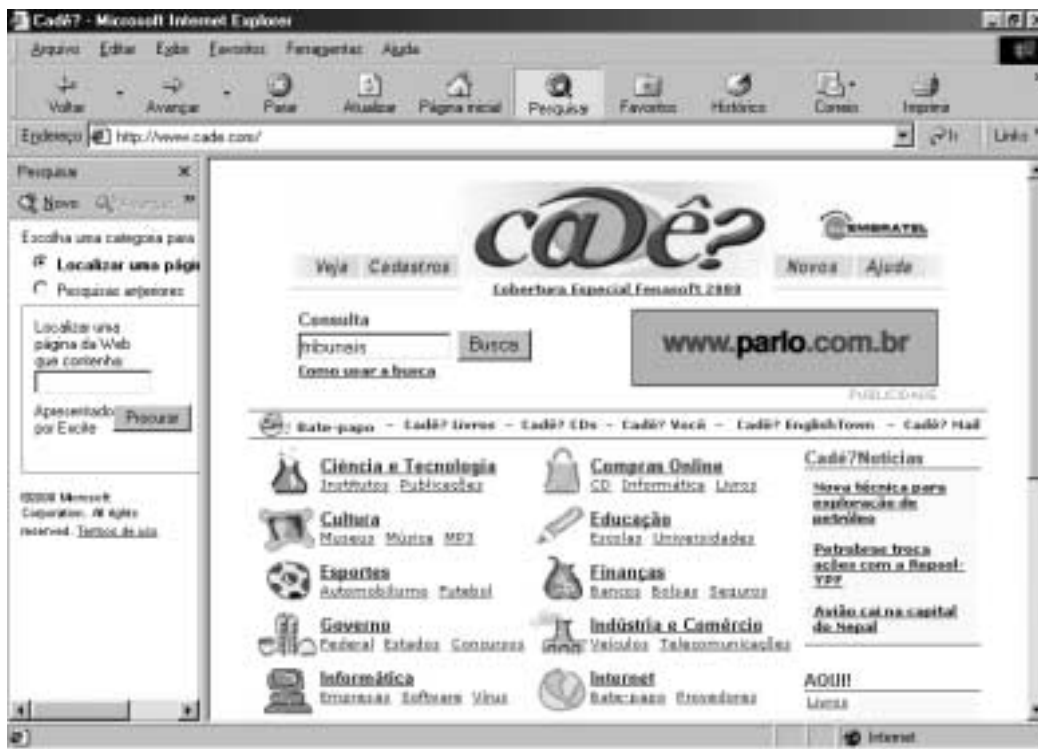 Cadê? - Microsoft Internet Explorer
Arquivo Editar Exibir Favoritos Ferramentas Ajuda
Voltar Avançar Parar Atualizar Página inicial Pesquisar Favoritos Histórico Correio Imprimir
Endereço http://www.cade.com/ Ir Links
Pesquisar
Novo
Escolha uma categoria para
Localizar uma págin
Pesquisas anteriores
Localizar uma
página da Web
que contenha:
Apresentado
por Excite
Procurar
©2000 Microsoft
Corporation. All rights
reserved. Termos de uso
caDê?
EMBRATEL
Veja Cadastros
Novos Ajuda
Cobertura Especial Fenasoft 2000
Consulta
tribunais Busca
Como usar a busca
www.parlo.com.br
PUBLICIDADE
Bate-papo - Cadê? Livros - Cadê? CDs - Cadê? Você - Cadê? EnglishTown - Cadê? Mail
Ciência e Tecnologia
Institutos Publicações
Cultura
Museus Música MP3
Esportes
Automobilismo Futebol
Governo
Federal Estados Concursos
Informática
Empresas Software Vírus
Compras Online
CD Informática Livros
Educação
Escolas Universidades
Finanças
Bancos Bolsas Seguros
Indústria e Comércio
Veículos Telecomunicações
Internet
Bate-papo Provedores
Cadê?Notícias
Nova técnica para
exploração de
petróleo
Petrobras troca
ações com a Repsol-
YPF
Avião cai na capital
do Nepal
AQUI!
Livros
Internet